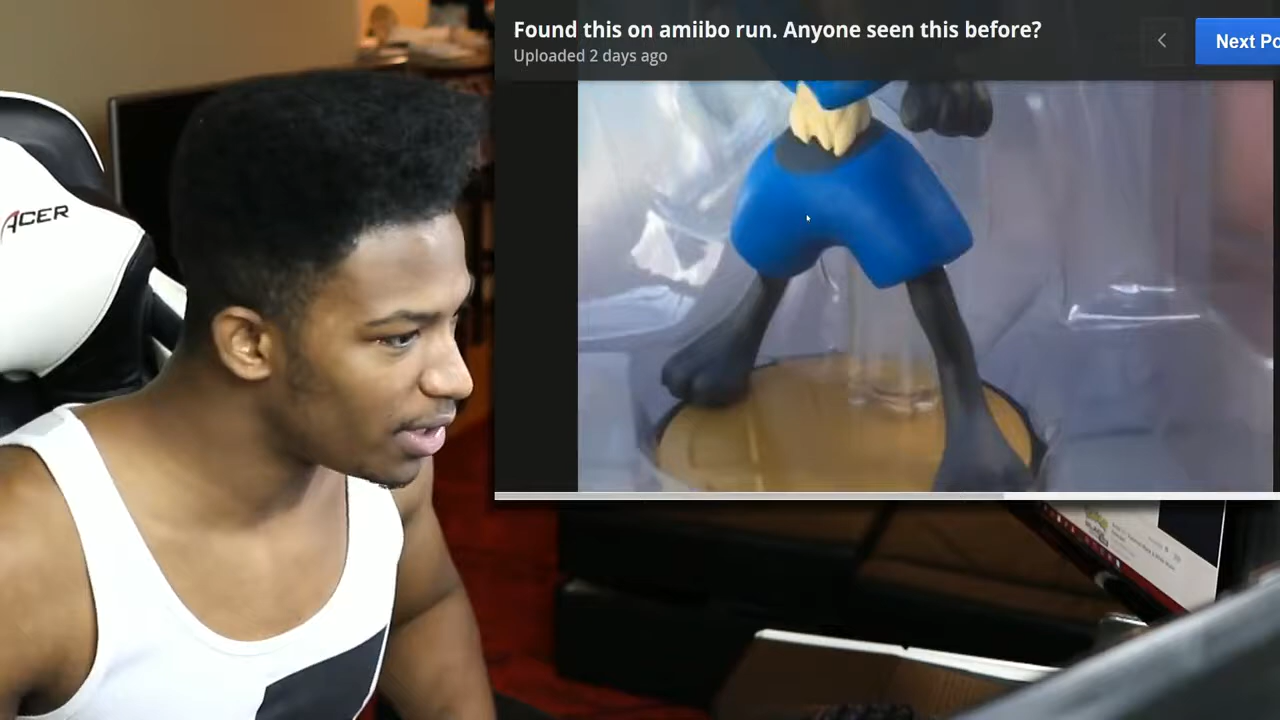 Found this on amiibo run. Anyone seen this before?
Uploaded 2 days ago
Next Po
ACER